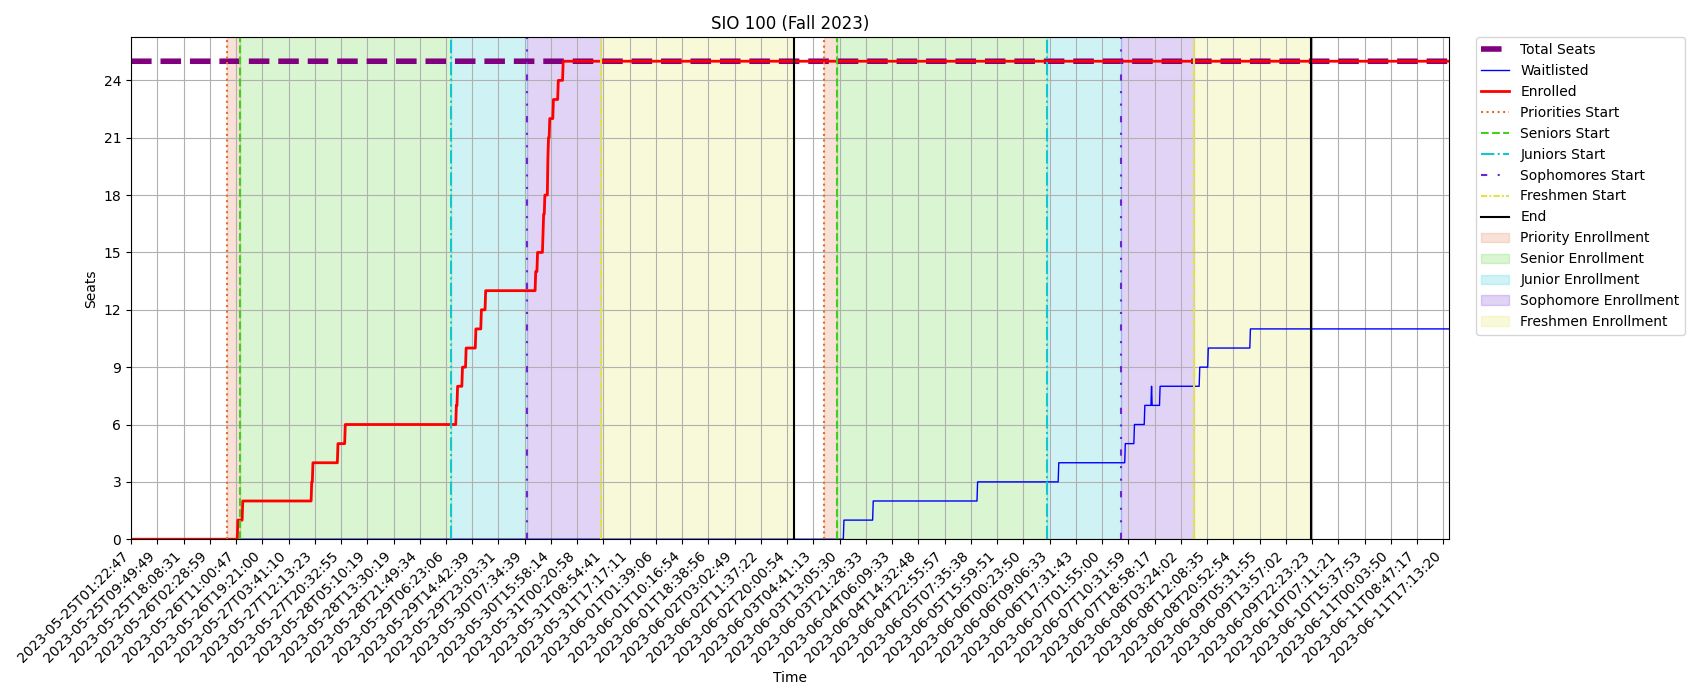 SIO 100 (Fall 2023)
Seats
24
21
18
15
12
9
6
3
0
2023-05-25T01:22:47
2023-05-25T09:49:49
2023-05-25T18:08:31
2023-05-26T02:28:59
2023-05-26T11:00:47
2023-05-26T19:21:00
2023-05-27T03:41:10
2023-05-27T12:13:23
2023-05-27T20:32:55
2023-05-28T05:10:19
2023-05-28T13:30:19
2023-05-28T21:49:34
2023-05-29T06:23:06
2023-05-29T14:42:39
2023-05-29T23:03:31
2023-05-30T07:34:39
2023-05-30T15:58:14
2023-05-31T00:20:58
2023-05-31T08:54:41
2023-05-31T17:17:11
2023-06-01T01:39:06
2023-06-01T10:16:54
2023-06-01T18:38:56
2023-06-02T03:02:49
2023-06-02T11:37:22
2023-06-02T20:00:54
2023-06-03T04:41:13
2023-06-03T13:05:30
2023-06-03T21:28:33
2023-06-04T06:09:33
2023-06-04T14:32:48
2023-06-04T22:55:57
2023-06-05T07:35:38
2023-06-05T15:59:51
2023-06-06T00:23:50
2023-06-06T09:06:33
2023-06-06T17:31:43
2023-06-07T01:55:00
2023-06-07T10:31:59
2023-06-07T18:58:17
2023-06-08T03:24:02
2023-06-08T12:08:35
2023-06-08T20:52:54
2023-06-09T05:31:55
2023-06-09T13:57:02
2023-06-09T22:23:23
2023-06-10T07:11:21
2023-06-10T15:37:53
2023-06-11T00:03:50
2023-06-11T08:47:17
2023-06-11T17:13:20
Time
Total Seats
Waitlisted
Enrolled
Priorities Start
Seniors Start
Juniors Start
Sophomores Start
Freshmen Start
End
Priority Enrollment
Senior Enrollment
Junior Enrollment
Sophomore Enrollment
Freshmen Enrollment